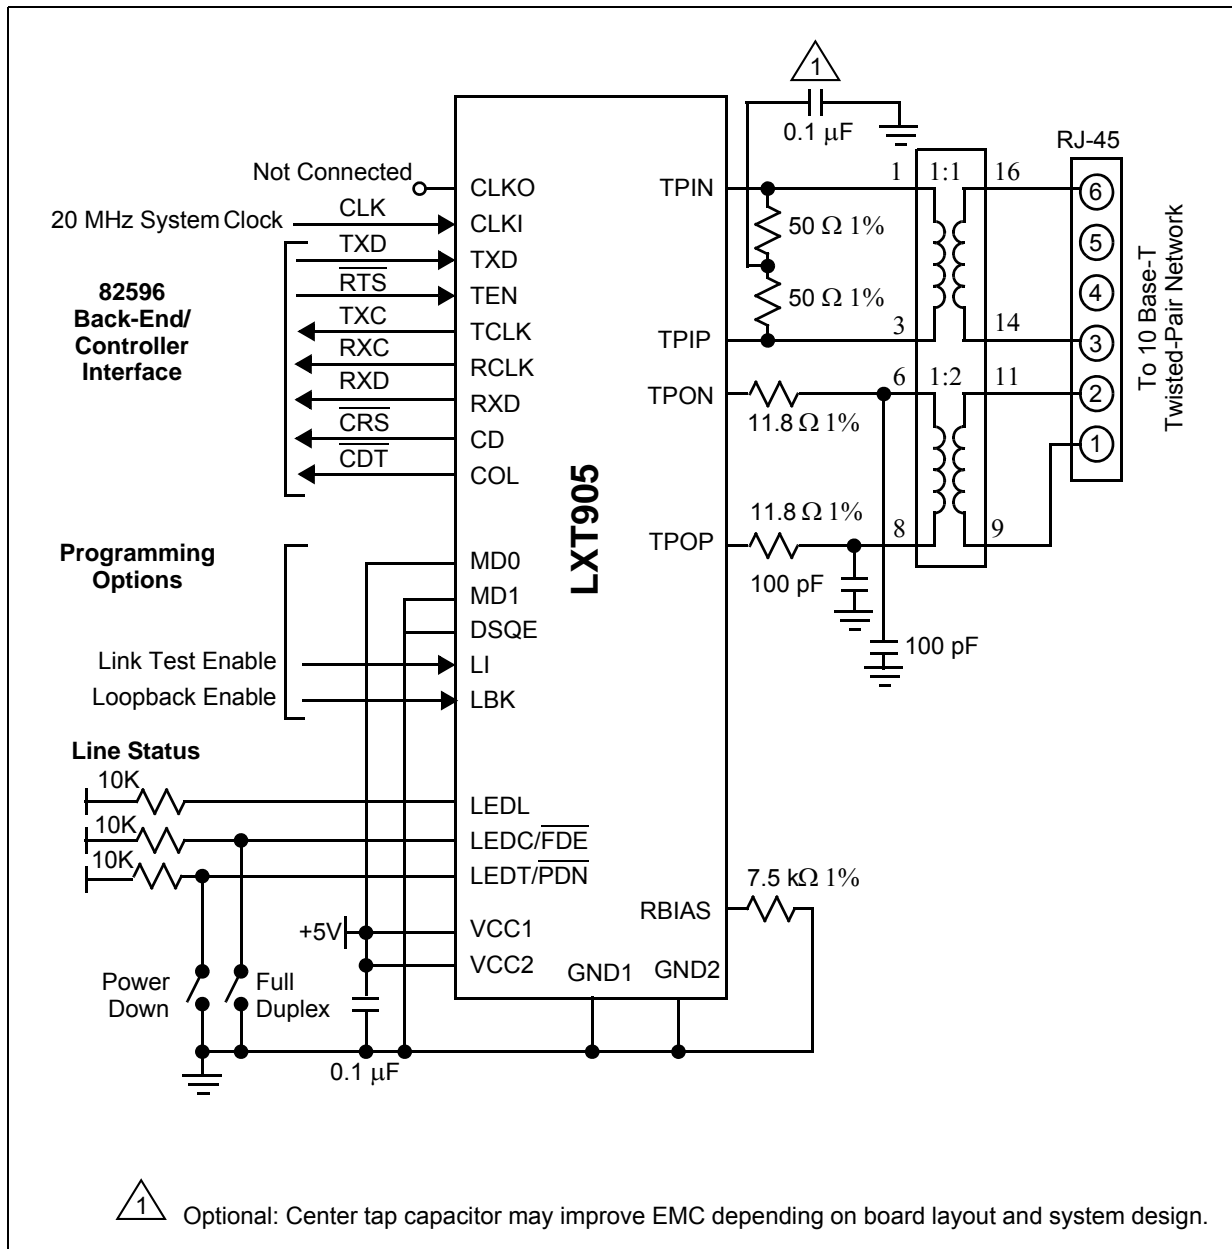 1
0.1 μF
RJ-45
Not Connected
CLKO
TPIN
1
1:1
16
6
20 MHz System Clock
CLK
CLKI
50 Ω 1%
5
TXD
TXD
82596
Back-End/
Controller
Interface
RTS
TEN
50 Ω 1%
4
TXC
TCLK
TPIP
3
14
3
RXC
RCLK
To 10 Base-T
Twisted-Pair Network
RXD
RXD
TPON
11.8 Ω 1%
6
1:2
11
2
CRS
CD
1
CDT
COL
LXT905
11.8 Ω 1%
TPOP
8
9
Programming
Options
MD0
100 pF
MD1
DSQE
100 pF
Link Test Enable
LI
Loopback Enable
LBK
Line Status
10K
LEDL
10K
LEDC/FDE
10K
LEDT/PDN
7.5 kΩ 1%
RBIAS
+5V
VCC1
VCC2
GND1
GND2
Power
Down
Full
Duplex
0.1 μF
1
Optional: Center tap capacitor may improve EMC depending on board layout and system design.